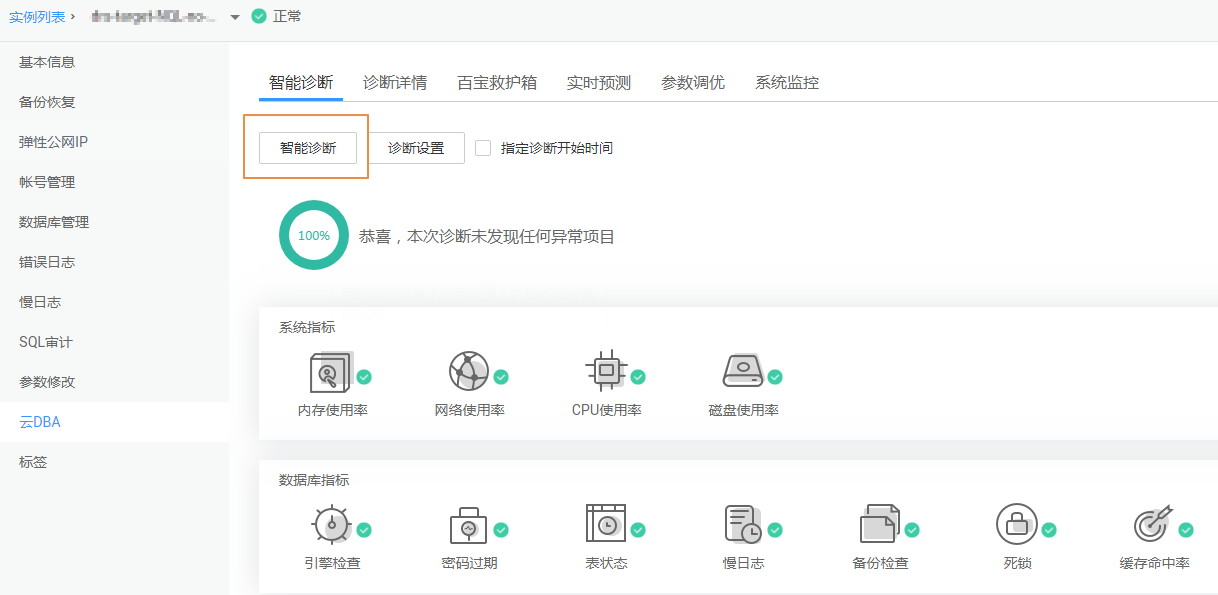 实例列表 ›
正常
基本信息
备份恢复
弹性公网IP
帐号管理
数据库管理
错误日志
慢日志
SQL审计
参数修改
云DBA
标签
智能诊断 诊断详情 百宝救护箱 实时预测 参数调优 系统监控
智能诊断 诊断设置 指定诊断开始时间
100% 恭喜，本次诊断未发现任何异常项目
系统指标
内存使用率 网络使用率 CPU使用率 磁盘使用率
数据库指标
引擎检查 密码过期 表状态 慢日志 备份检查 死锁 缓存命中率